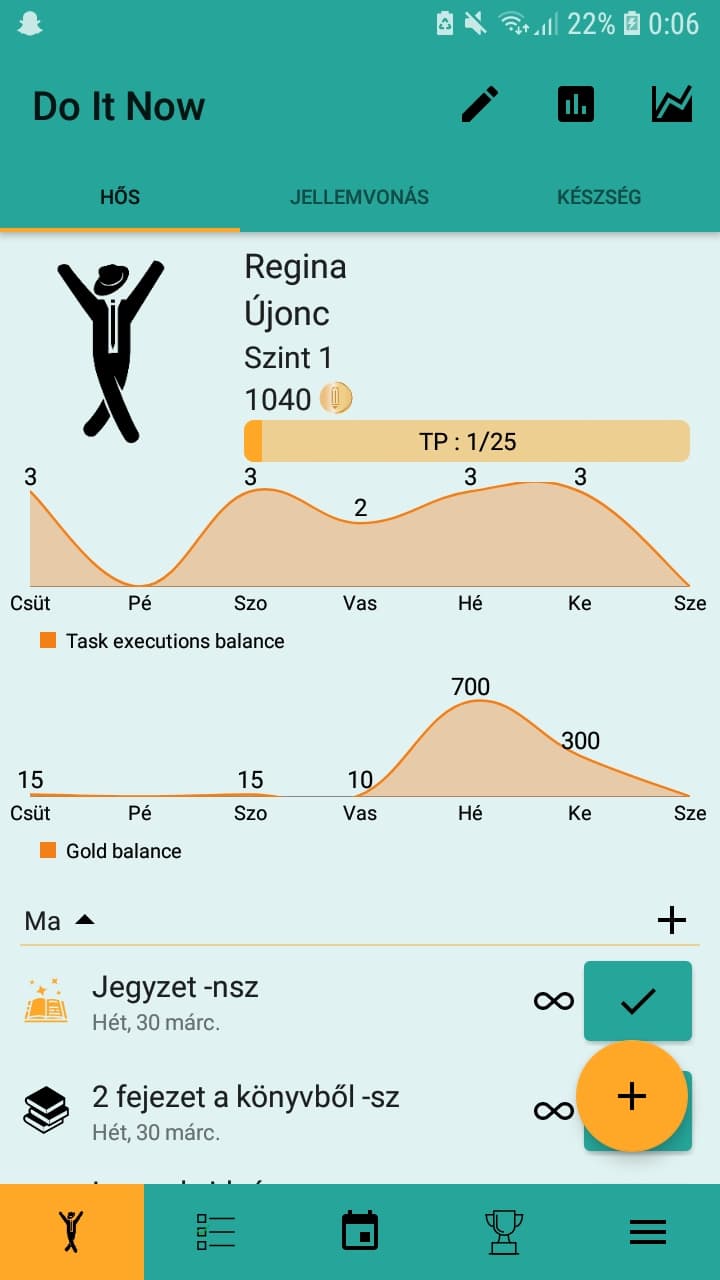 22% 0:06
Do It Now
HŐS JELLEMVONÁS KÉSZSÉG
Regina
Újonc
Szint 1
1040
TP : 1/25
3 3 2 3 3
Csüt Pé Szo Vas Hé Ke Sze
Task executions balance
15 15 10 700 300
Csüt Pé Szo Vas Hé Ke Sze
Gold balance
Ma
Jegyzet -nsz
Hét, 30 márc.
2 fejezet a könyvből -sz
Hét, 30 márc.